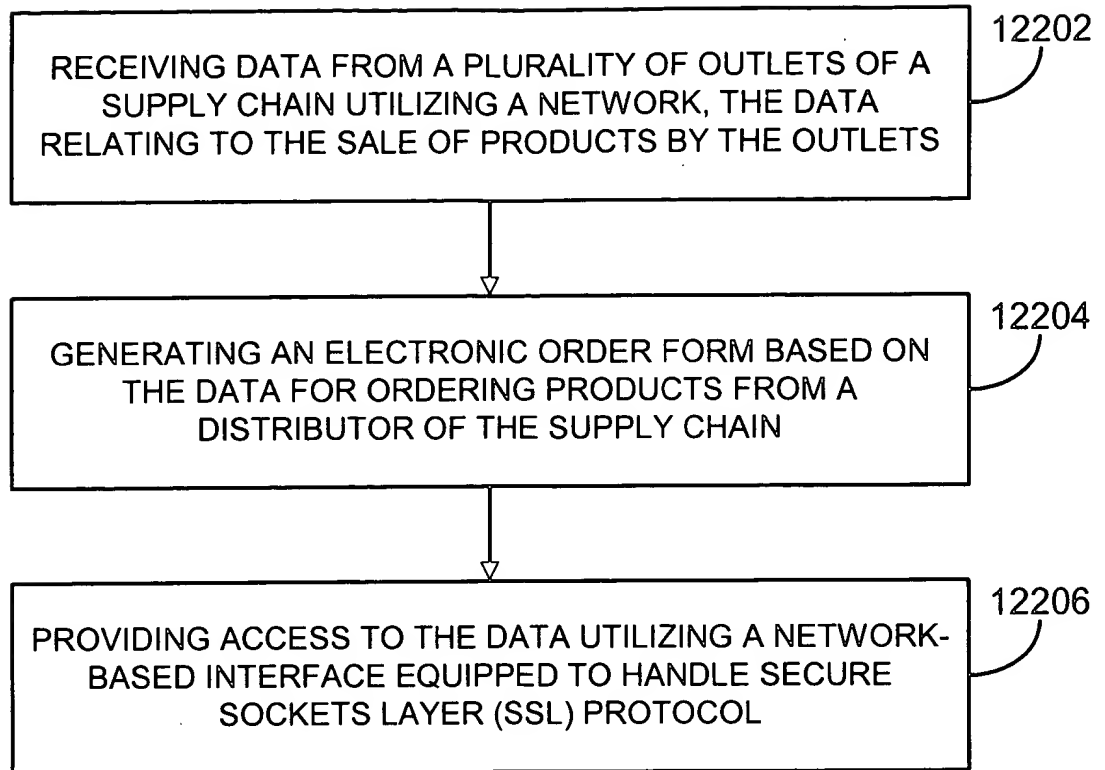 12202
RECEIVING DATA FROM A PLURALITY OF OUTLETS OF A
SUPPLY CHAIN UTILIZING A NETWORK, THE DATA
RELATING TO THE SALE OF PRODUCTS BY THE OUTLETS
12204
GENERATING AN ELECTRONIC ORDER FORM BASED ON
THE DATA FOR ORDERING PRODUCTS FROM A
DISTRIBUTOR OF THE SUPPLY CHAIN
12206
PROVIDING ACCESS TO THE DATA UTILIZING A NETWORK-
BASED INTERFACE EQUIPPED TO HANDLE SECURE
SOCKETS LAYER (SSL) PROTOCOL